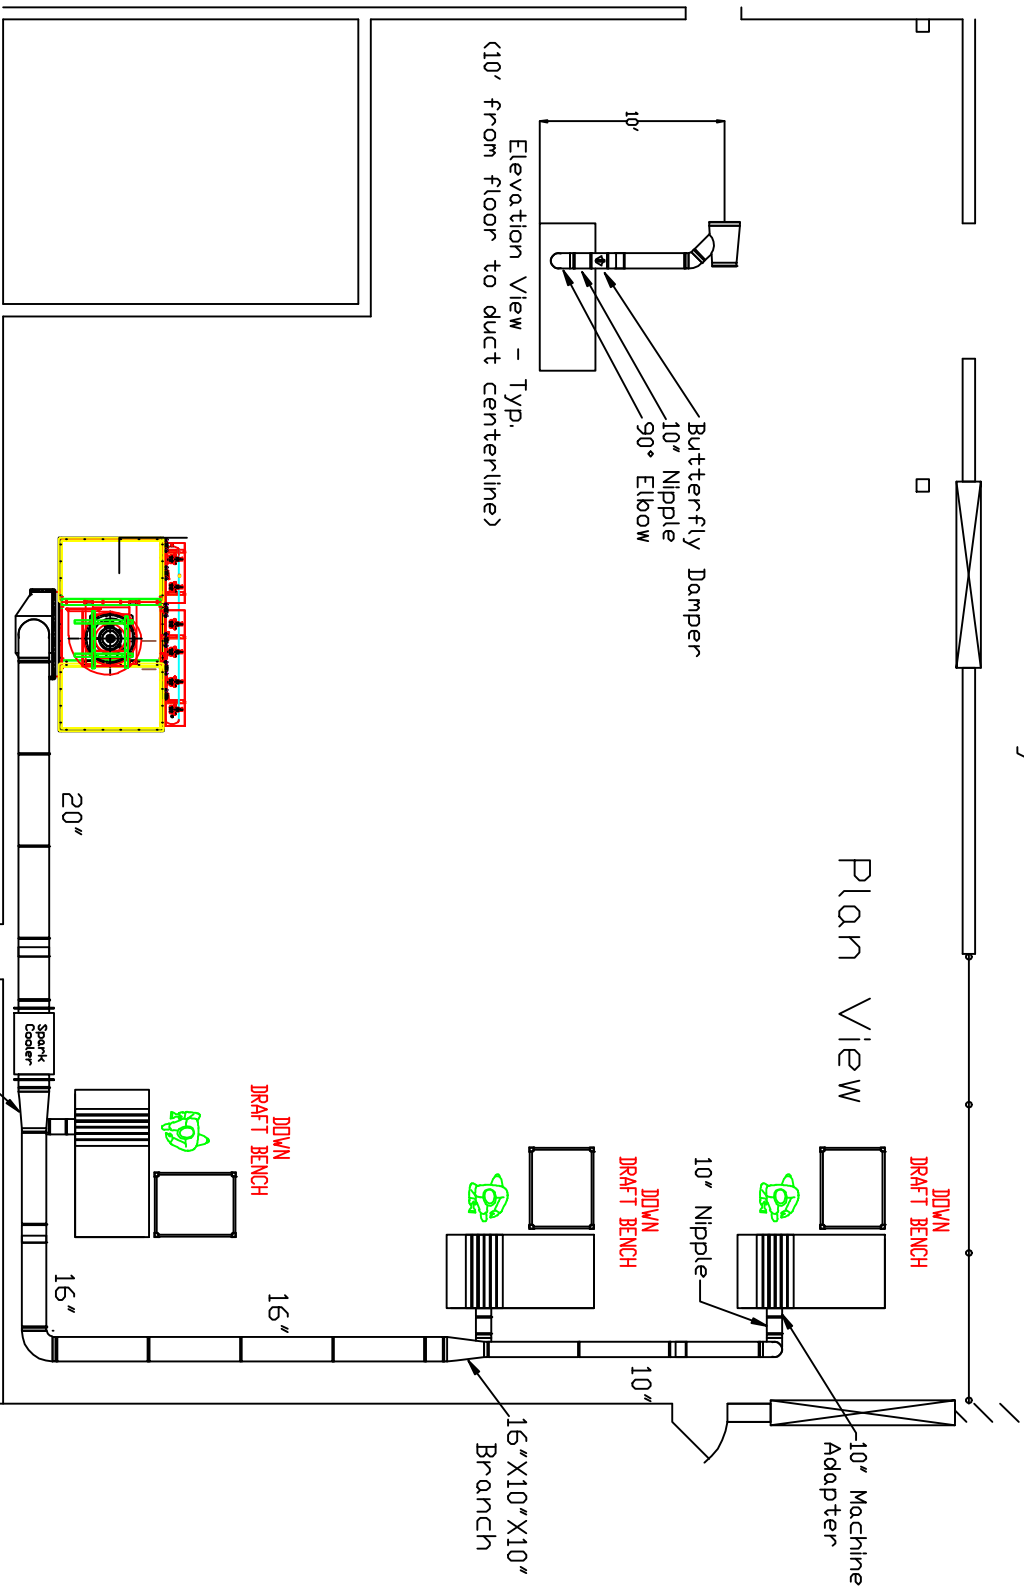 Plan View
Elevation View - Typ.
(10' from floor to duct centerline)
10'
Butterfly Damper
10" Nipple
90° Elbow
DOWN
DRAFT BENCH
DOWN
DRAFT BENCH
DOWN
DRAFT BENCH
10" Nipple
10" Machine
Adapter
10"
16"X10"X10"
Branch
16"
16"
Spark
Cooler
20"